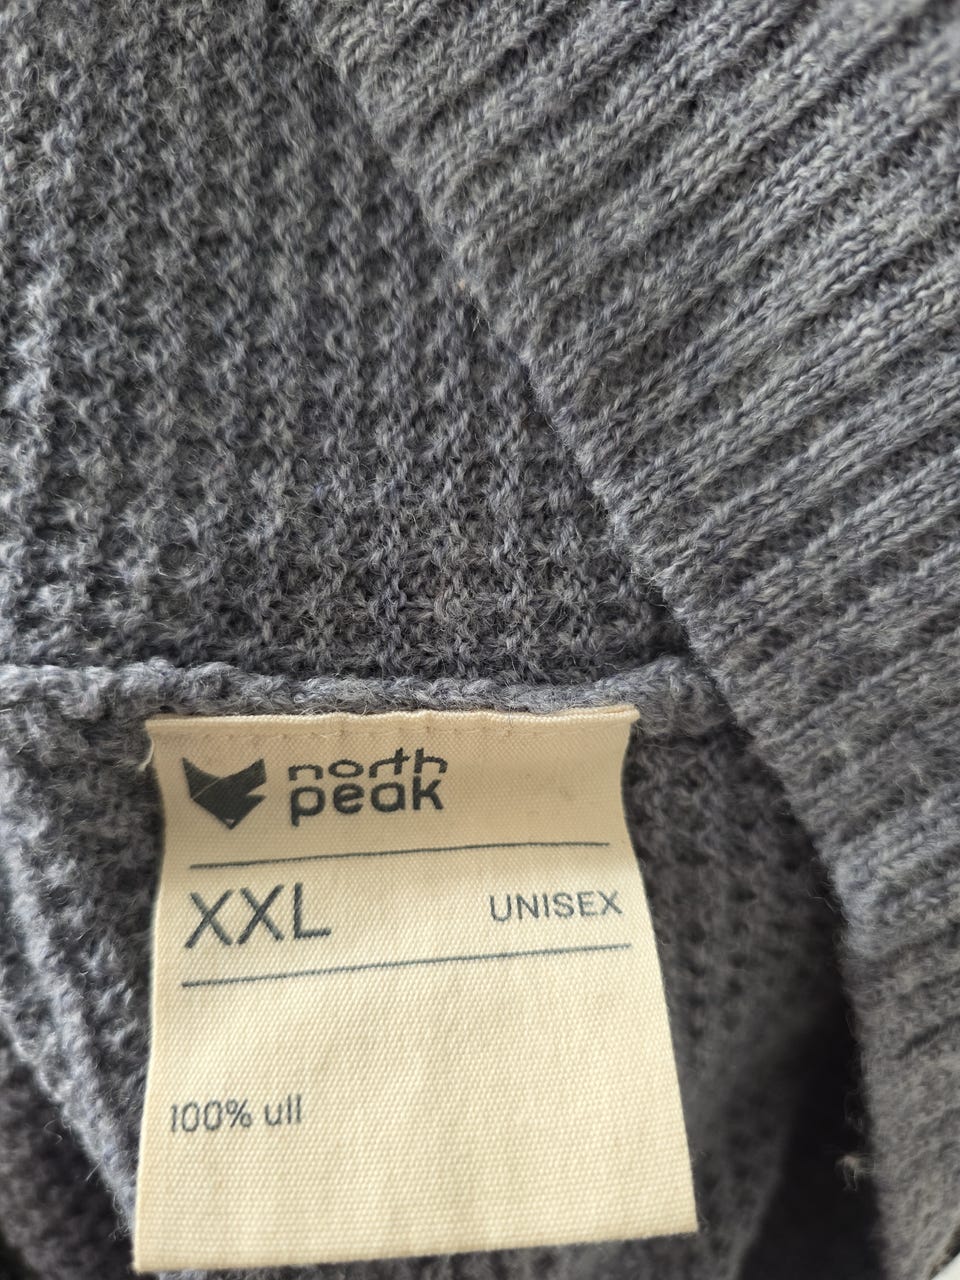 north
peak
XXL UNISEX
100% ull